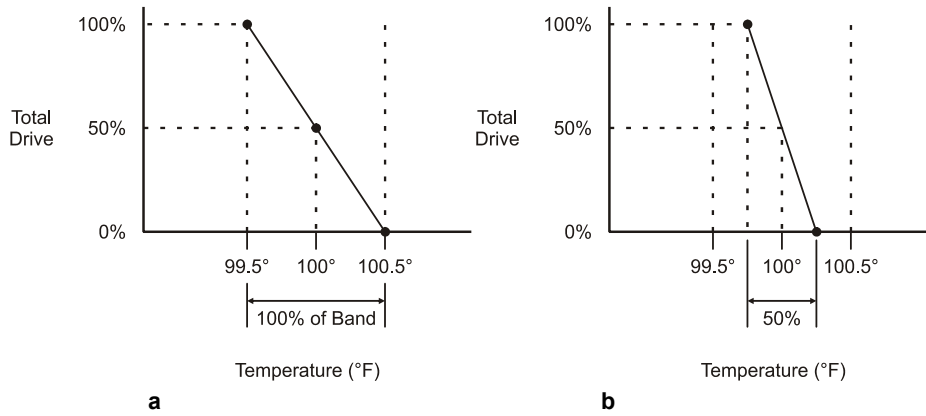 100%
50%
0%
Total
Drive
99.5°
100°
100.5°
100% of Band
Temperature (°F)
a
100%
50%
0%
Total
Drive
99.5°
100°
100.5°
50%
Temperature (°F)
b